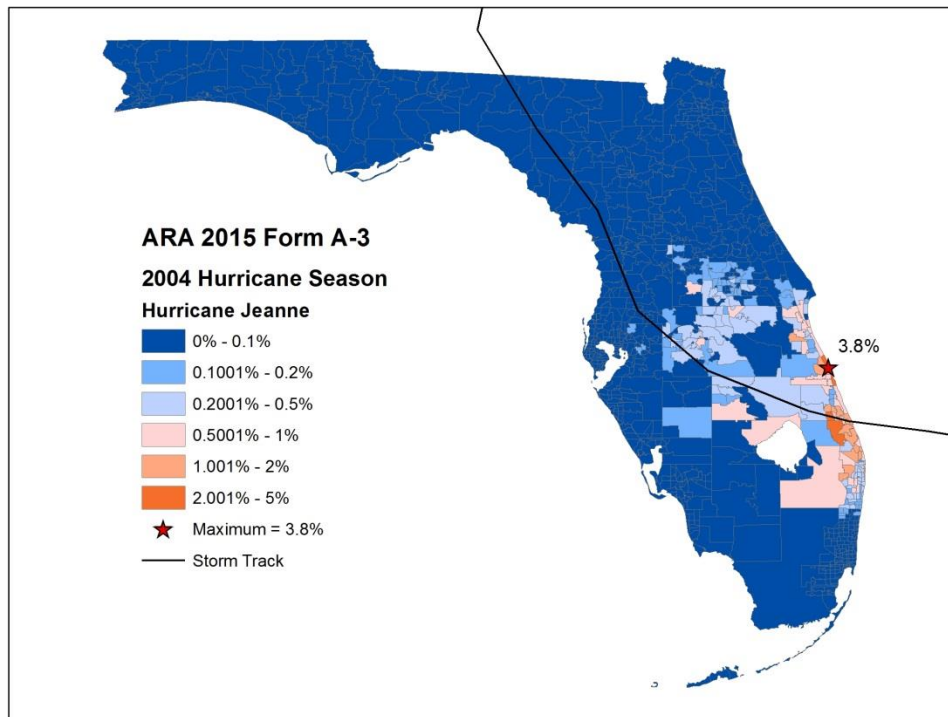 ARA 2015 Form A-3
2004 Hurricane Season
Hurricane Jeanne
0% - 0.1%
0.1001% - 0.2%
0.2001% - 0.5%
0.5001% - 1%
1.001% - 2%
2.001% - 5%
Maximum = 3.8%
Storm Track
3.8%